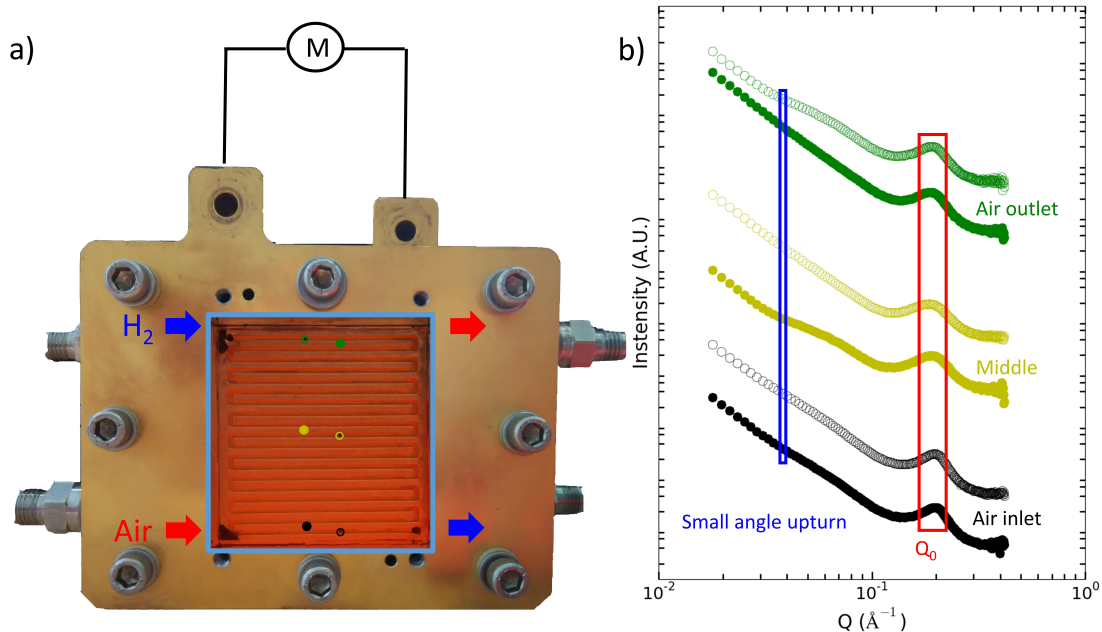 a)
M
H₂
Air
b)
Instensity (A.U.)
Air outlet
Middle
Air inlet
Small angle upturn
Q₀
10⁻²
10⁻¹
10⁰
Q (Å⁻¹)